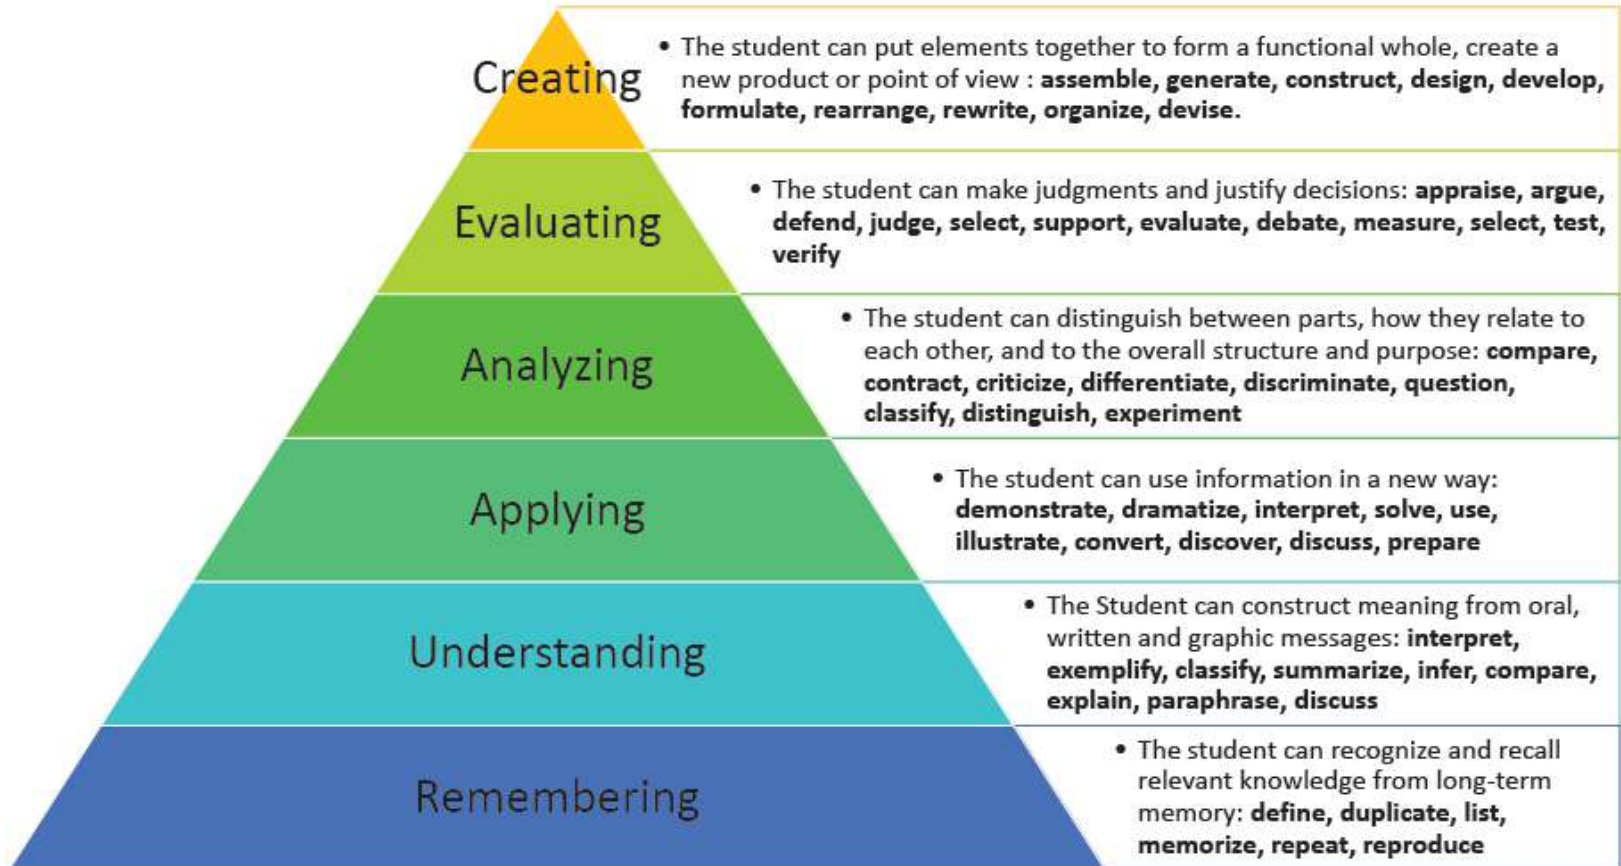 Creating
• The student can put elements together to form a functional whole, create a
new product or point of view : assemble, generate, construct, design, develop,
formulate, rearrange, rewrite, organize, devise.
Evaluating
• The student can make judgments and justify decisions: appraise, argue,
defend, judge, select, support, evaluate, debate, measure, select, test,
verify
Analyzing
• The student can distinguish between parts, how they relate to
each other, and to the overall structure and purpose: compare,
contract, criticize, differentiate, discriminate, question,
classify, distinguish, experiment
Applying
• The student can use information in a new way:
demonstrate, dramatize, interpret, solve, use,
illustrate, convert, discover, discuss, prepare
Understanding
• The Student can construct meaning from oral,
written and graphic messages: interpret,
exemplify, classify, summarize, infer, compare,
explain, paraphrase, discuss
Remembering
• The student can recognize and recall
relevant knowledge from long-term
memory: define, duplicate, list,
memorize, repeat, reproduce